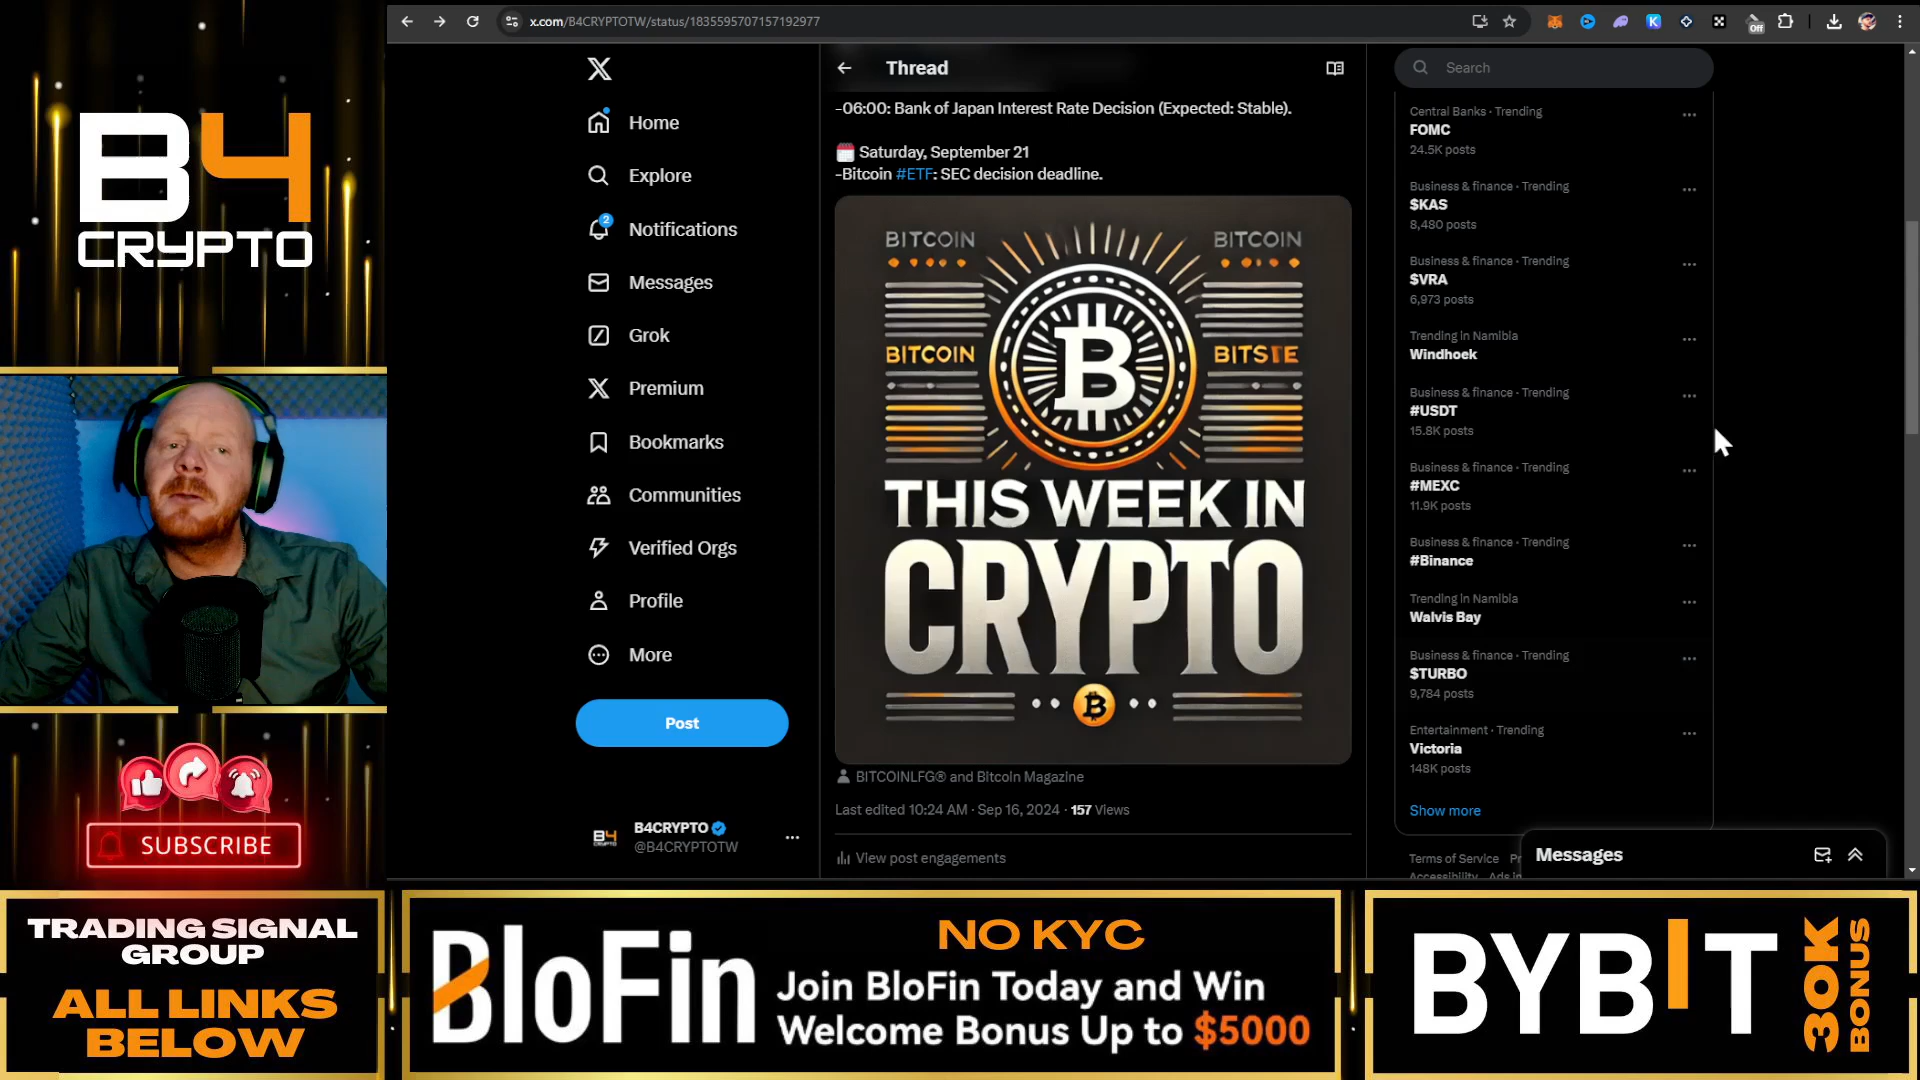 B4
CRYPTO
SUBSCRIBE
TRADING SIGNAL
GROUP
ALL LINKS
BELOW
x.com/B4CRYPTOTW/status/1835595707157192977
Off
Home
Explore
2
Notifications
Messages
Grok
Premium
Bookmarks
Communities
Verified Orgs
Profile
More
Post
B4
CRYPTO
B4CRYPTO
@B4CRYPTOTW
Thread
-06:00: Bank of Japan Interest Rate Decision (Expected: Stable).
Saturday, September 21
-Bitcoin #ETF: SEC decision deadline.
BITCOIN
BITCOIN
BITCOIN
BITSTE
THIS WEEK IN
CRYPTO
BITCOINLFG® and Bitcoin Magazine
Last edited 10:24 AM · Sep 16, 2024 · 157 Views
View post engagements
Search
Central Banks · Trending
FOMC
24.5K posts
Business & finance · Trending
$KAS
8,480 posts
Business & finance · Trending
$VRA
6,973 posts
Trending in Namibia
Windhoek
Business & finance · Trending
#USDT
15.8K posts
Business & finance · Trending
#MEXC
11.9K posts
Business & finance · Trending
#Binance
Trending in Namibia
Walvis Bay
Business & finance · Trending
$TURBO
9,784 posts
Entertainment · Trending
Victoria
148K posts
Show more
Terms of Service
Messages
BloFin
NO KYC
Join BloFin Today and Win
Welcome Bonus Up to $5000
BYBIT
30K
BONUS